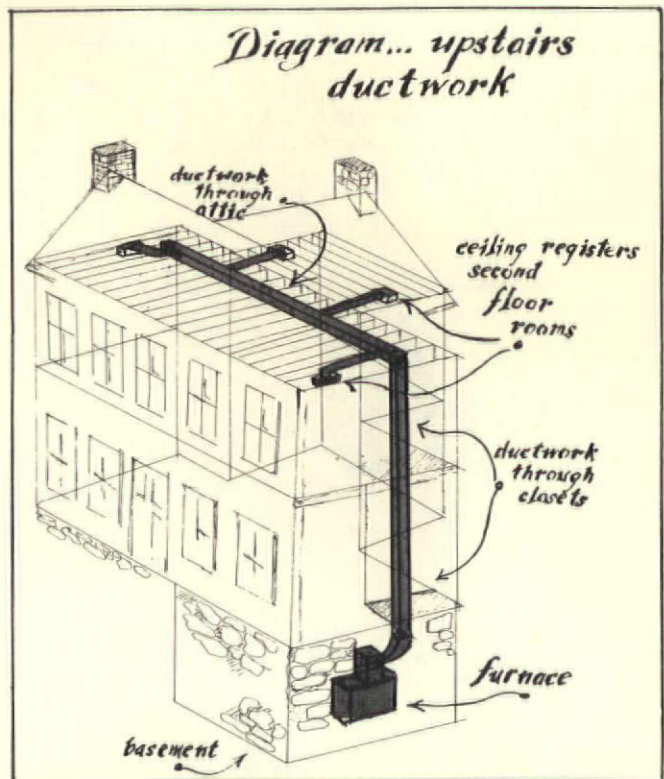 Diagram... upstairs
ductwork
ductwork
through
attic
ceiling registers
second
floor
rooms
ductwork
through
closets
furnace
basement